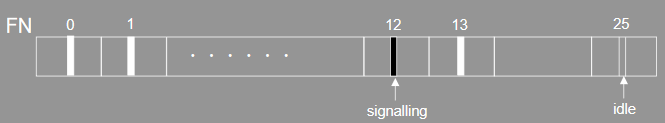 FN 0 1 12 13 25
. . . . . .
signalling idle